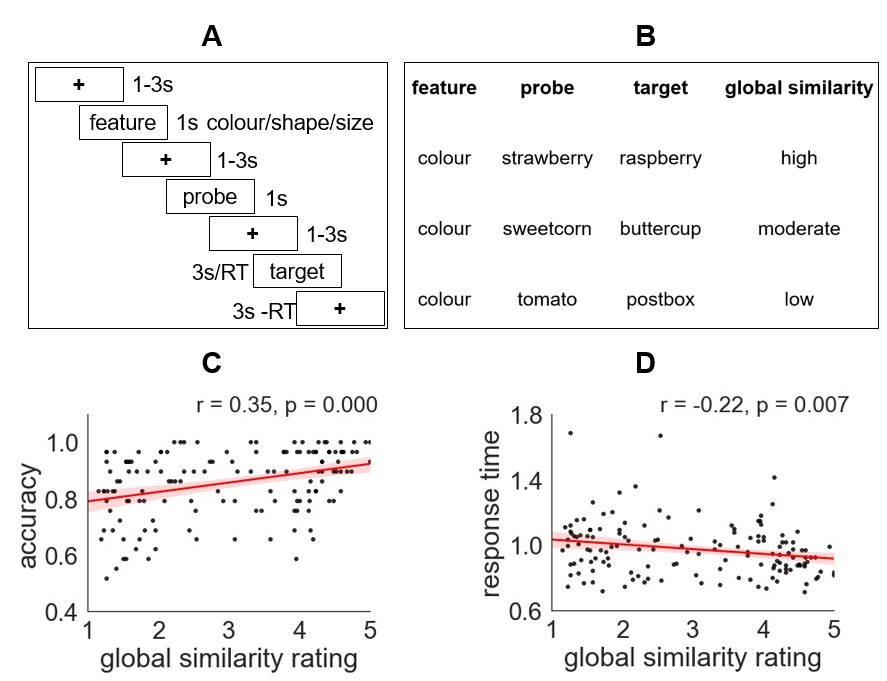 A
+ 1-3s
feature 1s colour/shape/size
+ 1-3s
probe 1s
+ 1-3s
3s/RT target
3s -RT +
B
feature probe target global similarity
colour strawberry raspberry high
colour sweetcorn buttercup moderate
colour tomato postbox low
C
r = 0.35, p = 0.000
accuracy
1.0
0.8
0.6
0.4
1 2 3 4 5
global similarity rating
D
r = -0.22, p = 0.007
response time
1.8
1.4
1.0
0.6
1 2 3 4 5
global similarity rating